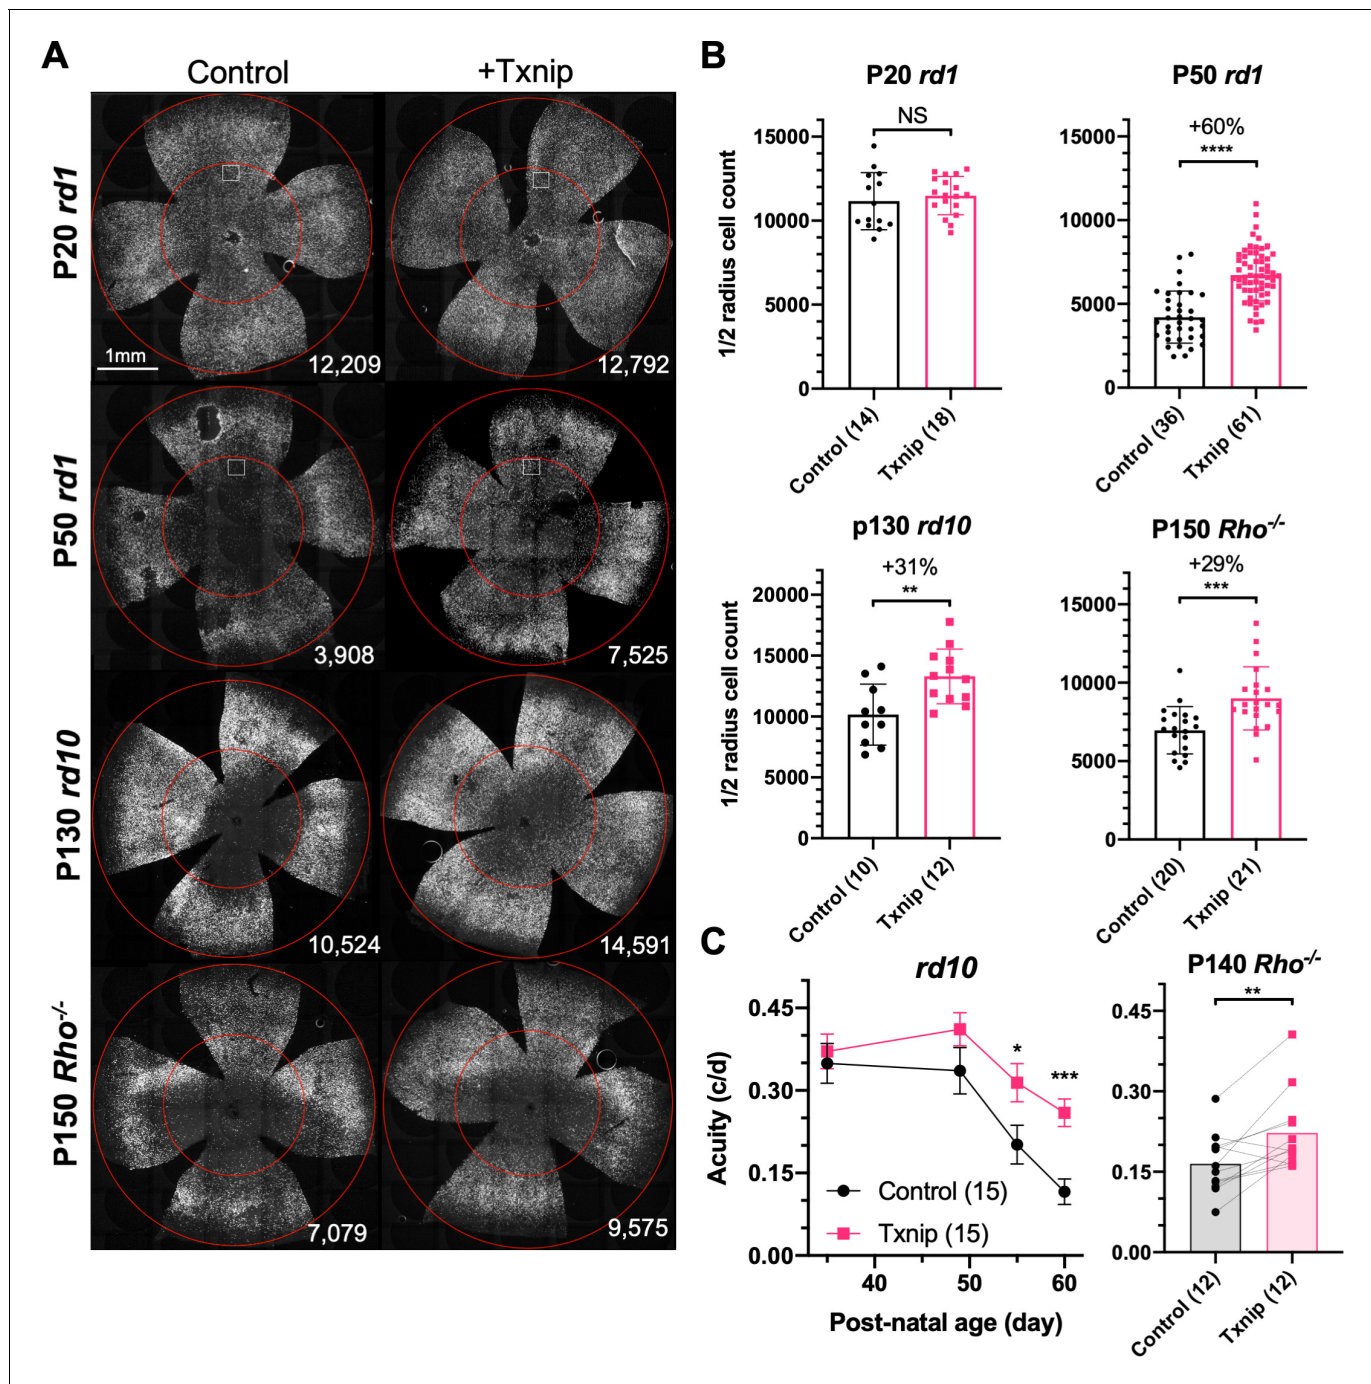 A
Control
+Txnip
P20 rd1
1mm
12,209
12,792
P50 rd1
3,908
7,525
P130 rd10
10,524
14,591
P150 Rho-/-
7,079
9,575
B
P20 rd1
NS
1/2 radius cell count
15000
10000
5000
0
Control (14)
Txnip (18)
P50 rd1
+60%
****
15000
10000
5000
0
Control (36)
Txnip (61)
p130 rd10
+31%
**
1/2 radius cell count
20000
15000
10000
5000
0
Control (10)
Txnip (12)
P150 Rho-/-
+29%
***
15000
10000
5000
0
Control (20)
Txnip (21)
C
rd10
Acuity (c/d)
0.45
0.30
0.15
0.00
*
***
Control (15)
Txnip (15)
40
50
60
Post-natal age (day)
P140 Rho-/-
**
0.45
0.30
0.15
0.00
Control (12)
Txnip (12)